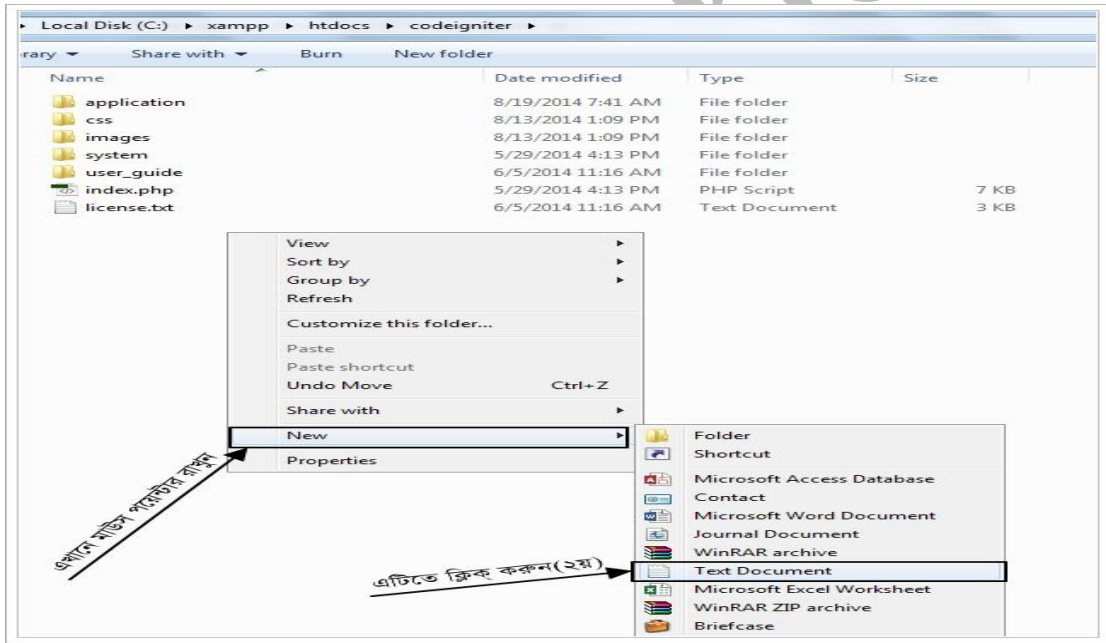 Local Disk (C:) ▸ xampp ▸ htdocs ▸ codeigniter ▸
rary Share with Burn New folder
Name Date modified Type Size
application 8/19/2014 7:41 AM File folder
css 8/13/2014 1:09 PM File folder
images 8/13/2014 1:09 PM File folder
system 5/29/2014 4:13 PM File folder
user_guide 6/5/2014 11:16 AM File folder
index.php 5/29/2014 4:13 PM PHP Script 7 KB
license.txt 6/5/2014 11:16 AM Text Document 3 KB
View
Sort by
Group by
Refresh
Customize this folder...
Paste
Paste shortcut
Undo Move Ctrl+Z
Share with
New
Properties
Folder
Shortcut
Microsoft Access Database
Contact
Microsoft Word Document
Journal Document
WinRAR archive
Text Document
Microsoft Excel Worksheet
WinRAR ZIP archive
Briefcase
এখানে মাউস পয়েন্টার রাখুন
এটিতে ক্লিক্ করুন(২য়)